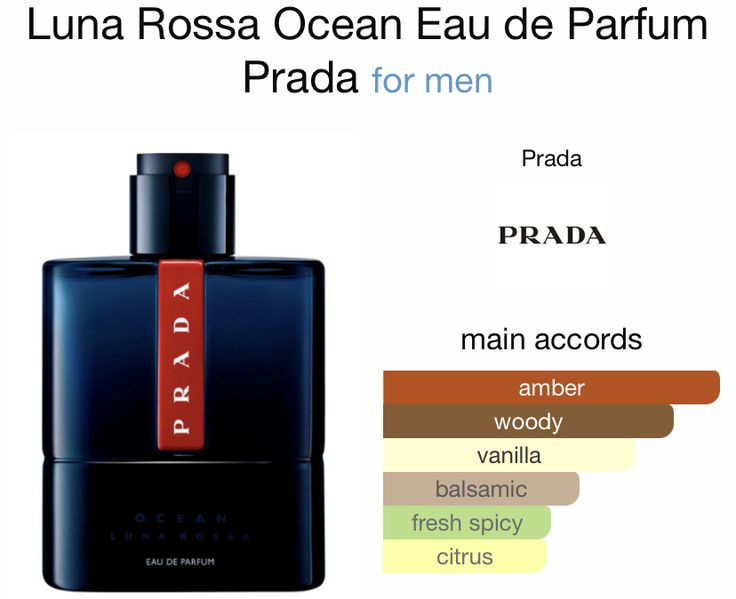 Luna Rossa Ocean Eau de Parfum
Prada for men
Prada
PRADA
main accords
amber
woody
vanilla
balsamic
fresh spicy
citrus
PRADA
OCEAN
LUNA ROSSA
EAU DE PARFUM